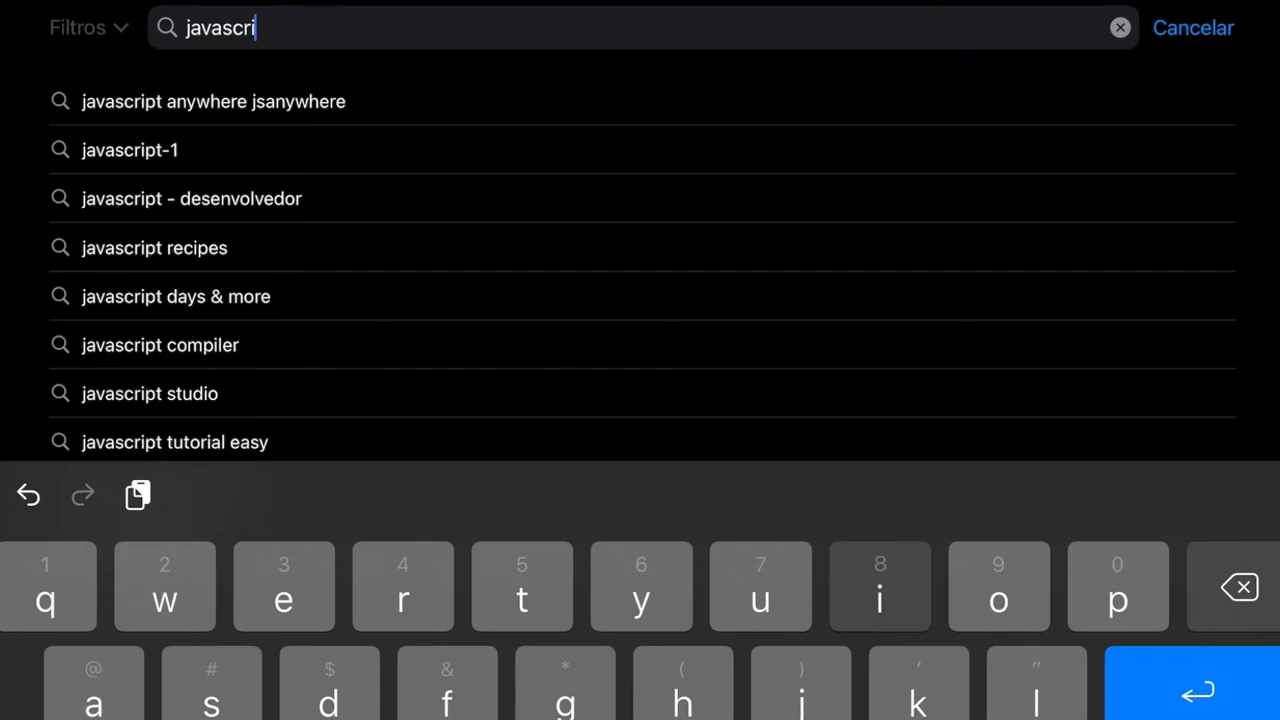 Filtros
javascri
Cancelar
javascript anywhere jsanywhere
javascript-1
javascript - desenvolvedor
javascript recipes
javascript days & more
javascript compiler
javascript studio
javascript tutorial easy
1 2 3 4 5 6 7 8 9 0
q w e r t y u i o p
@ # $ & * ( ) ' "
a s d f g h j k l